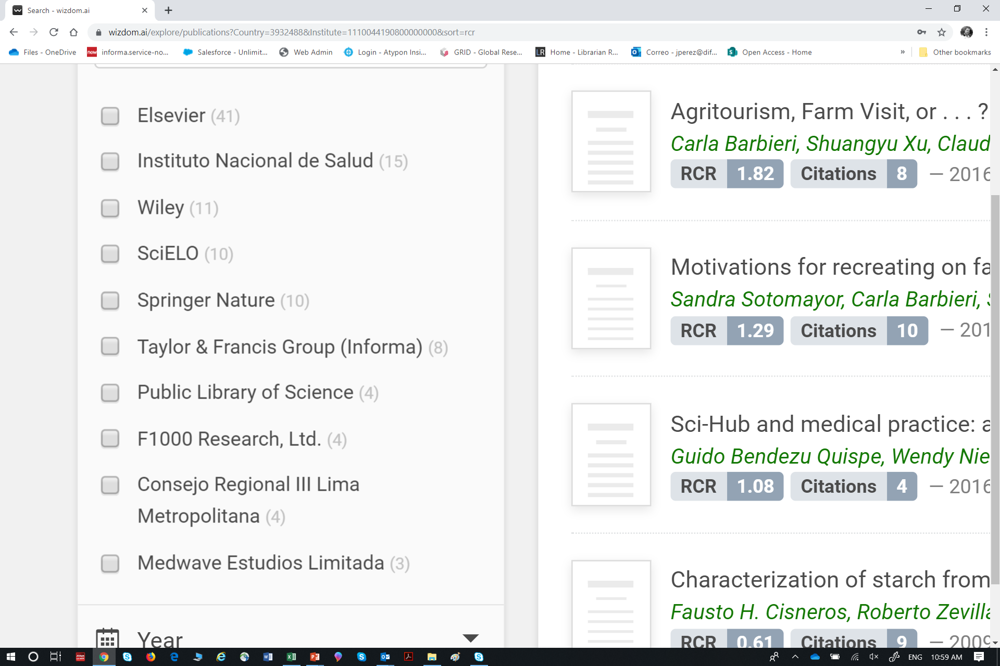 Search - wizdom.ai
wizdom.ai/explore/publications?Country=3932488&Institute=1110044190800000000&sort=rcr
Files - OneDrive
now
informa.service-no...
Salesforce - Unlimit...
Web Admin
Login - Atypon Insi...
GRID - Global Rese...
LR
Home - Librarian R...
Correo - jperez@dif...
Open Access - Home
»
Other bookmarks
Elsevier (41)
Instituto Nacional de Salud (15)
Wiley (11)
SciELO (10)
Springer Nature (10)
Taylor & Francis Group (Informa) (8)
Public Library of Science (4)
F1000 Research, Ltd. (4)
Consejo Regional III Lima
Metropolitana (4)
Medwave Estudios Limitada (3)
Year
Agritourism, Farm Visit, or . . . ?
Carla Barbieri, Shuangyu Xu, Claud
RCR 1.82 Citations 8 — 2016
Motivations for recreating on fa
Sandra Sotomayor, Carla Barbieri, S
RCR 1.29 Citations 10 — 201
Sci-Hub and medical practice: a
Guido Bendezu Quispe, Wendy Nie
RCR 1.08 Citations 4 — 2016
Characterization of starch from
Fausto H. Cisneros, Roberto Zevilla
RCR 0.61 Citations 9 — 2009
ENG
10:59 AM